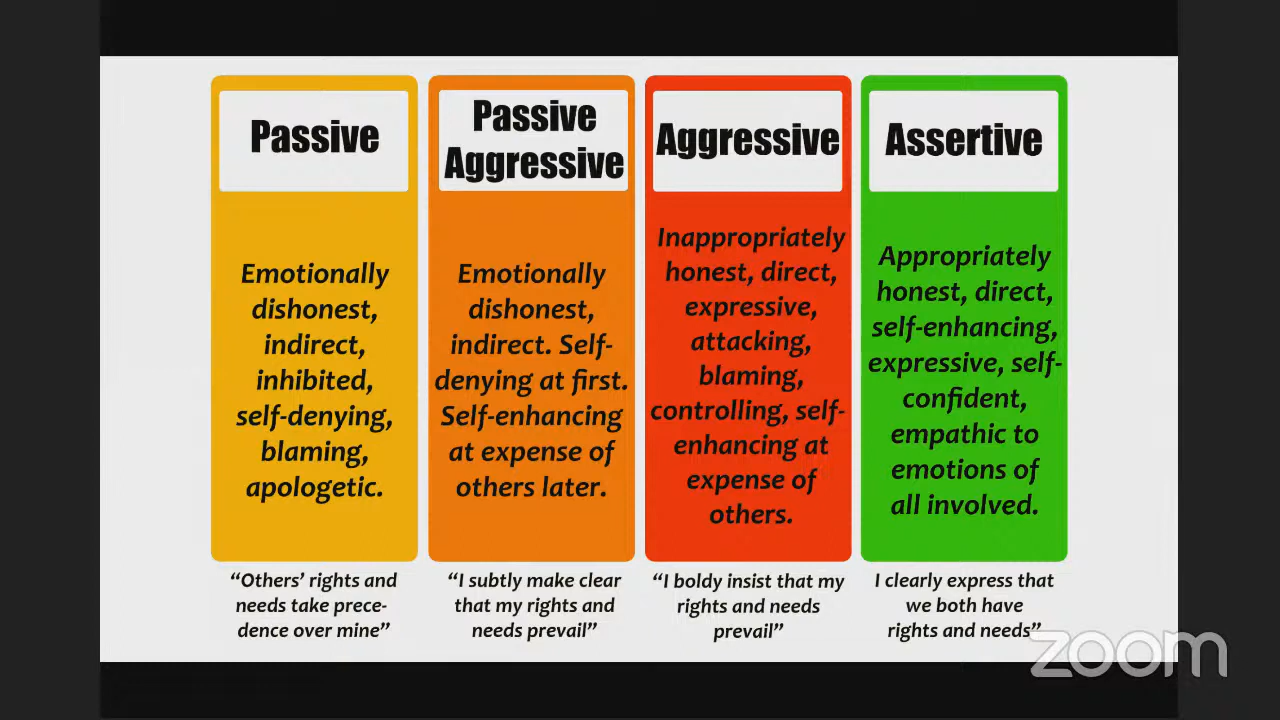 Passive
Emotionally
dishonest,
indirect,
inhibited,
self-denying,
blaming,
apologetic.
“Others’ rights and
needs take prece-
dence over mine”
Passive
Aggressive
Emotionally
dishonest,
indirect. Self-
denying at first.
Self-enhancing
at expense of
others later.
“I subtly make clear
that my rights and
needs prevail”
Aggressive
Inappropriately
honest, direct,
expressive,
attacking,
blaming,
controlling, self-
enhancing at
expense of
others.
“I boldy insist that my
rights and needs
prevail”
Assertive
Appropriately
honest, direct,
self-enhancing,
expressive, self-
confident,
empathic to
emotions of
all involved.
I clearly express that
we both have
rights and needs”
zoom